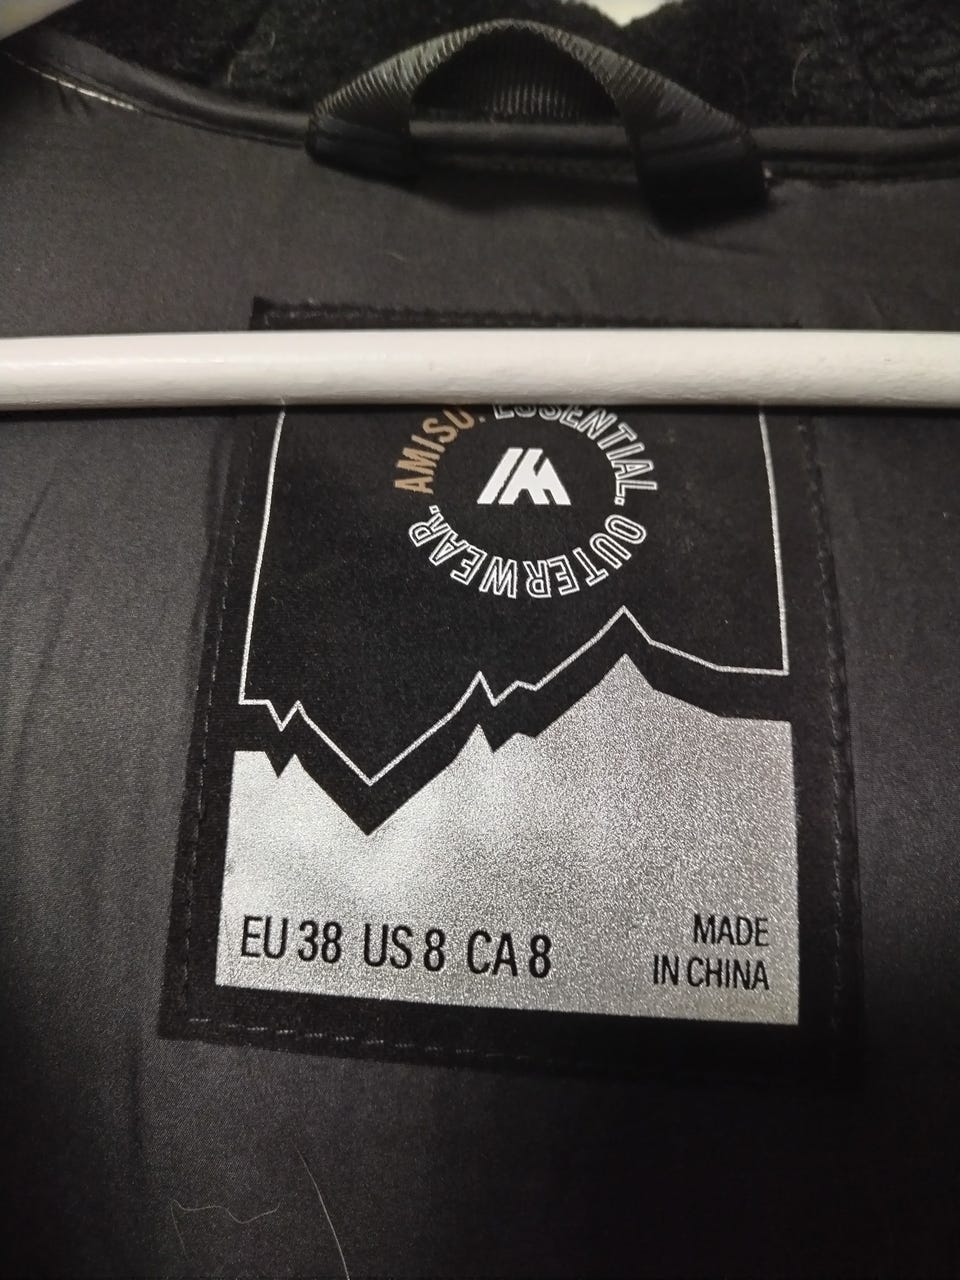 AMISU. ESSENTIAL. OUTERWEAR.
EU 38 US 8 CA 8
MADE
IN CHINA